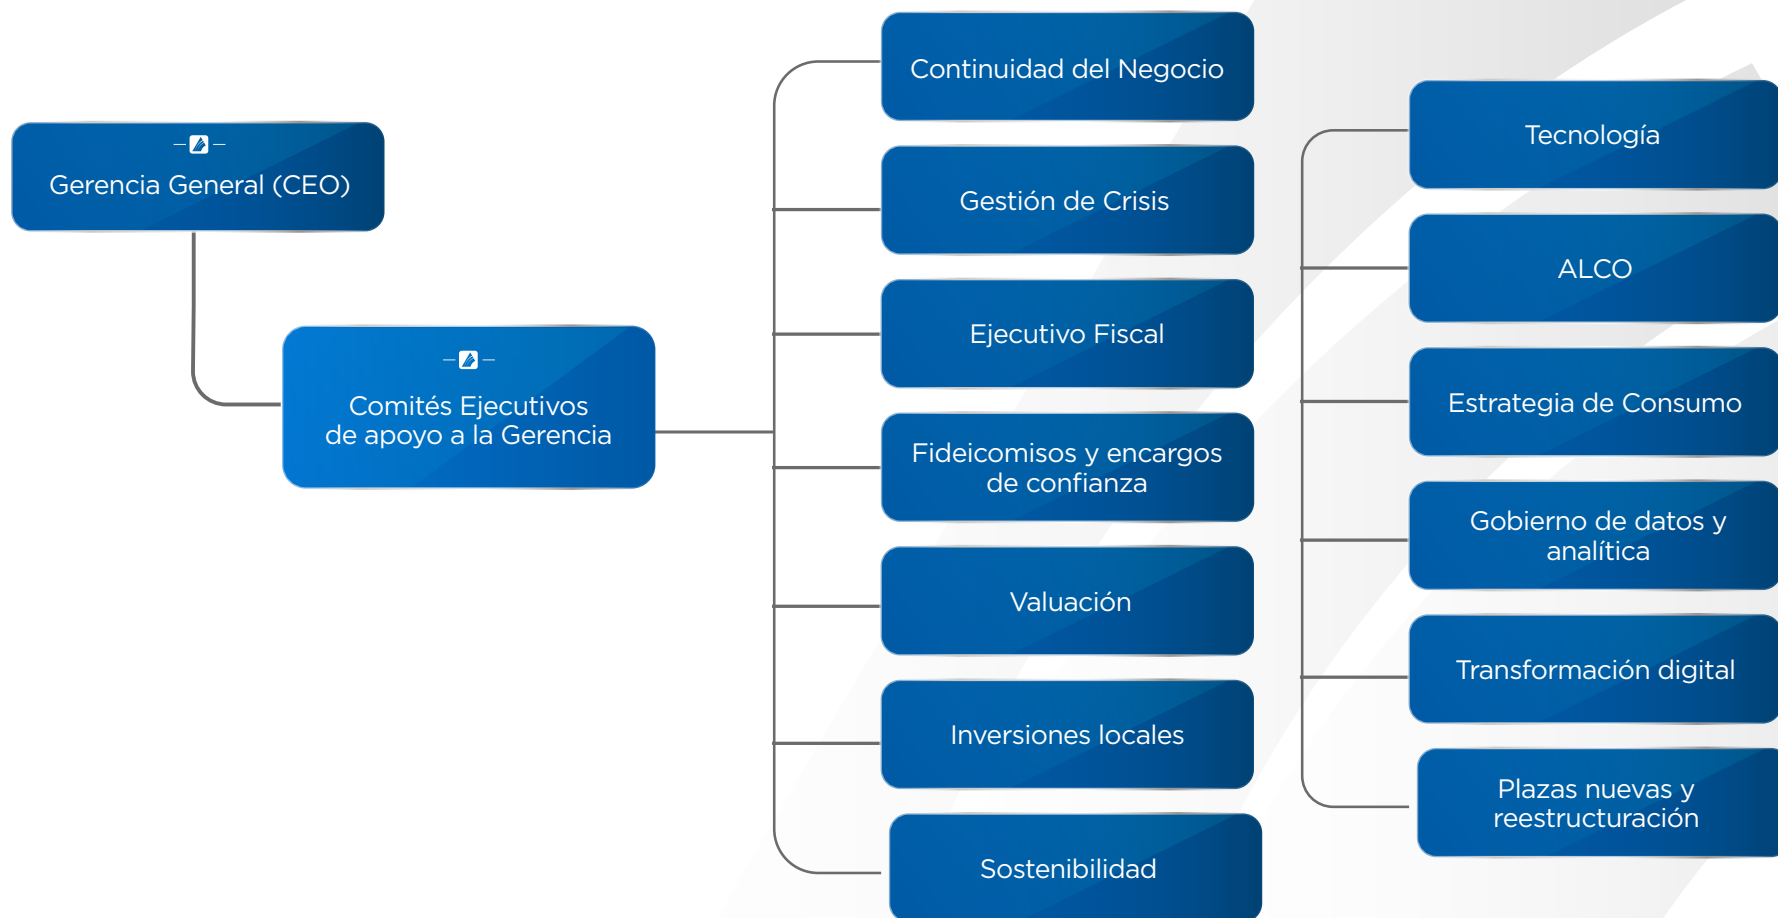 Gerencia General (CEO)
Comités Ejecutivos
de apoyo a la Gerencia
Continuidad del Negocio
Gestión de Crisis
Ejecutivo Fiscal
Fideicomisos y encargos
de confianza
Valuación
Inversiones locales
Sostenibilidad
Tecnología
ALCO
Estrategia de Consumo
Gobierno de datos y
analítica
Transformación digital
Plazas nuevas y
reestructuración